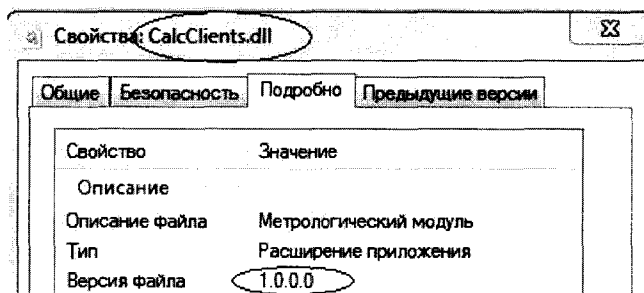 Свойства: CalcClients.dll
Общие Безопасность Подробно Предыдущие версии
Свойство Значение
Описание
Описание файла Метрологический модуль
Тип Расширение приложения
Версия файла 1.0.0.0